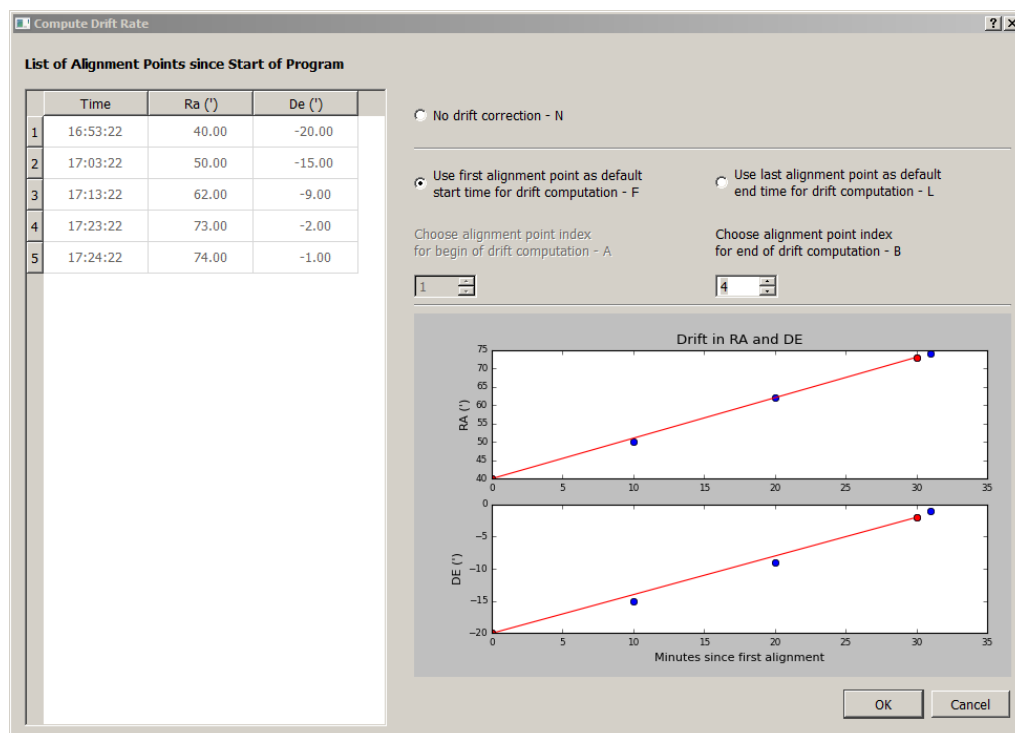 Compute Drift Rate
List of Alignment Points since Start of Program
Time Ra (') De (')
1 16:53:22 40.00 -20.00
2 17:03:22 50.00 -15.00
3 17:13:22 62.00 -9.00
4 17:23:22 73.00 -2.00
5 17:24:22 74.00 -1.00
No drift correction - N
Use first alignment point as default
start time for drift computation - F
Use last alignment point as default
end time for drift computation - L
Choose alignment point index
for begin of drift computation - A
Choose alignment point index
for end of drift computation - B
1
4
Drift in RA and DE
RA (')
75
70
65
60
55
50
45
40
0 5 10 15 20 25 30 35
DE (')
0
−5
−10
−15
−20
0 5 10 15 20 25 30 35
Minutes since first alignment
OK Cancel